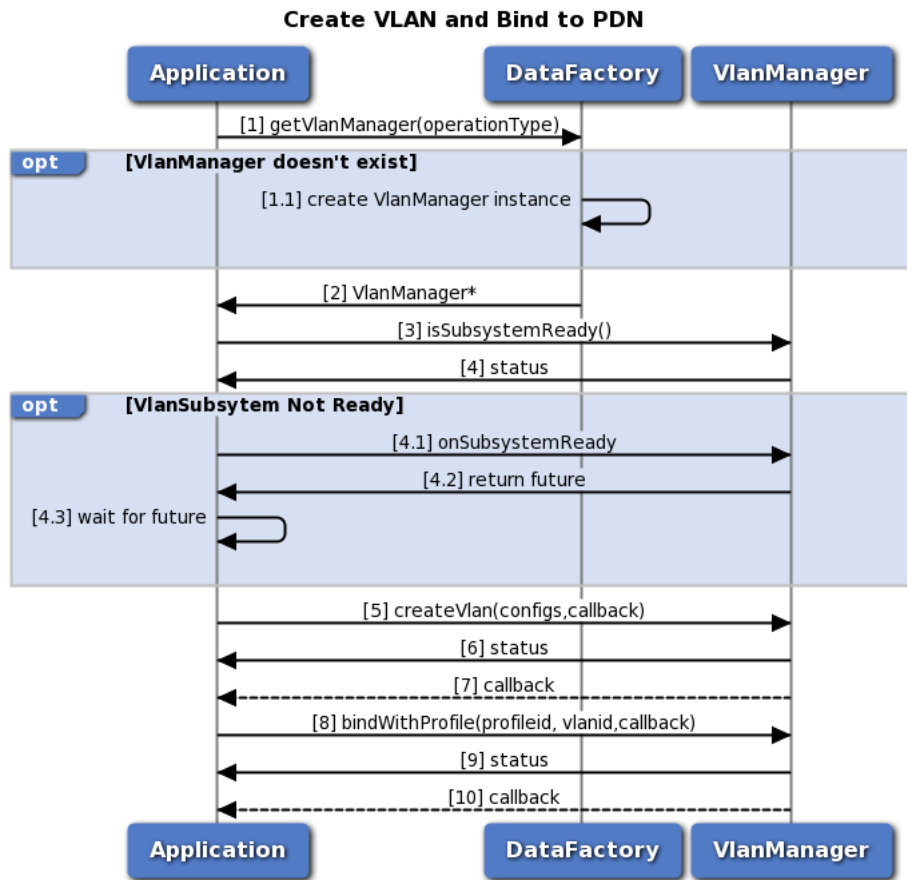 Create VLAN and Bind to PDN
Application DataFactory VlanManager
[1] getVlanManager(operationType)
opt [VlanManager doesn't exist]
[1.1] create VlanManager instance
[2] VlanManager*
[3] isSubsystemReady()
[4] status
opt [VlanSubsytem Not Ready]
[4.1] onSubsystemReady
[4.2] return future
[4.3] wait for future
[5] createVlan(configs,callback)
[6] status
[7] callback
[8] bindWithProfile(profileid, vlanid,callback)
[9] status
[10] callback
Application DataFactory VlanManager